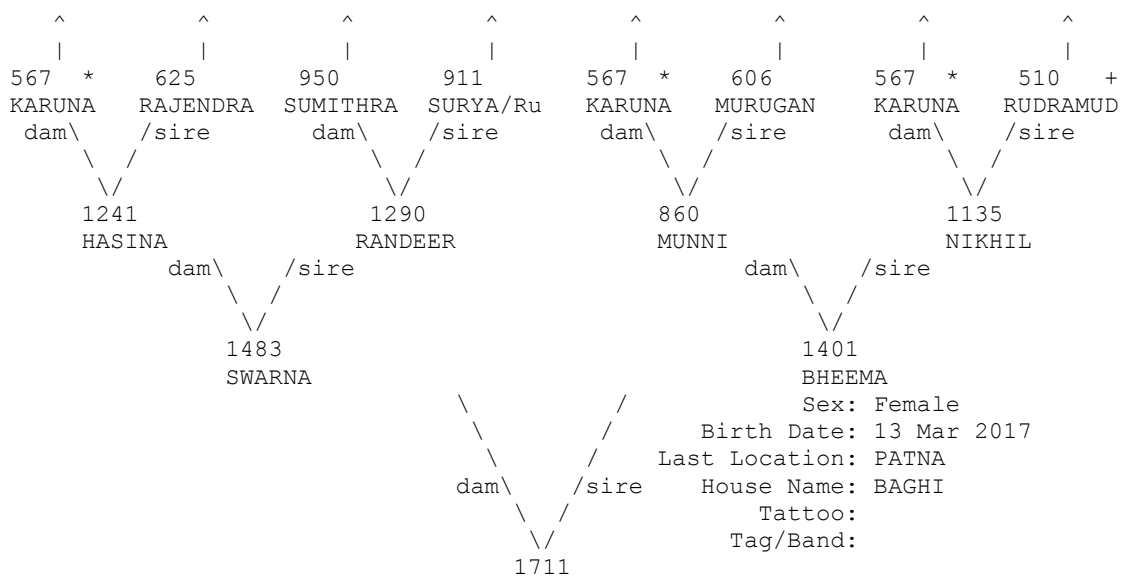 ^ ^ ^ ^ ^ ^ ^ ^
| | | | | | | |
567 * 625 950 911 567 * 606 567 * 510 +
KARUNA RAJENDRA SUMITHRA SURYA/Ru KARUNA MURUGAN KARUNA RUDRAMUD
dam\ /sire dam\ /sire dam\ /sire dam\ /sire
\ / \ / \ / \ /
\/ \/ \/ \/
1241 1290 860 1135
HASINA RANDEER MUNNI NIKHIL
dam\ /sire dam\ /sire
\ / \ /
\/ \/
1483 1401
SWARNA BHEEMA
\ / Sex: Female
\ / Birth Date: 13 Mar 2017
\ / Last Location: PATNA
dam\ /sire House Name: BAGHI
\ / Tattoo:
\/ Tag/Band:
1711